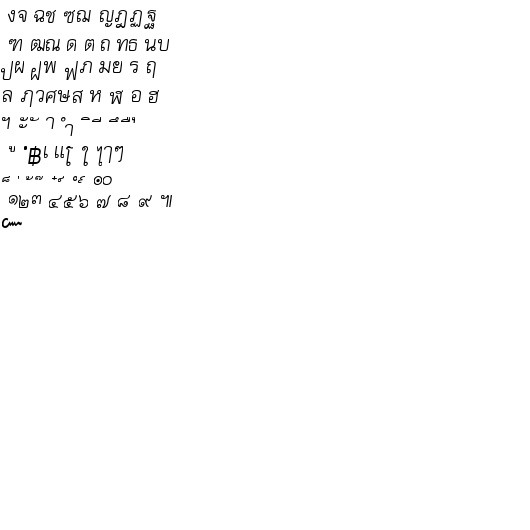 งจ ฉช ซฌ ญฎฏฐ
ฑ ฒณ ด ต ถ ทธ นบ
ปผ ฝพ ฟภ มย ร ฤ
ล ฦวศษส ห ฬ อ ฮ
ฯ ะั า ำ ิี ึืุ
ู ฺ฿เ แโ ใ ไๅๆ
็ ่ ้๊ ๋์ ํ๎ ๏๐
๑๒๓ ๔๕๖ ๗ ๘ ๙ ๚
๛